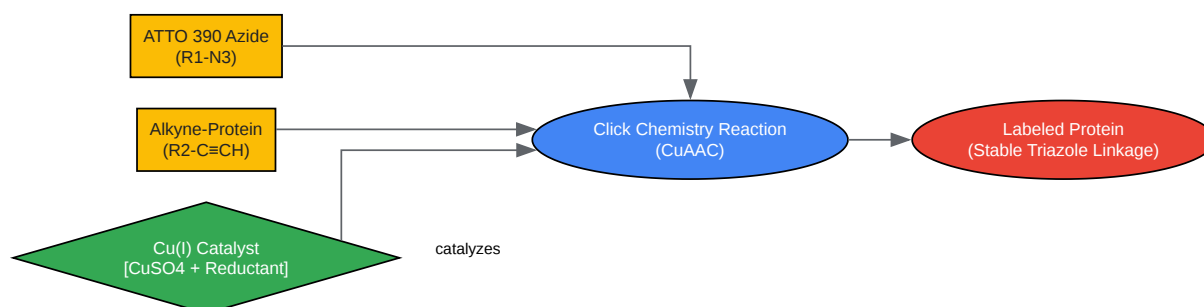 ATTO 390 Azide
(R1-N3)
Alkyne-Protein
(R2-C≡CH)
Click Chemistry Reaction
(CuAAC)
Labeled Protein
(Stable Triazole Linkage)
Cu(I) Catalyst
[CuSO4 + Reductant]
catalyzes